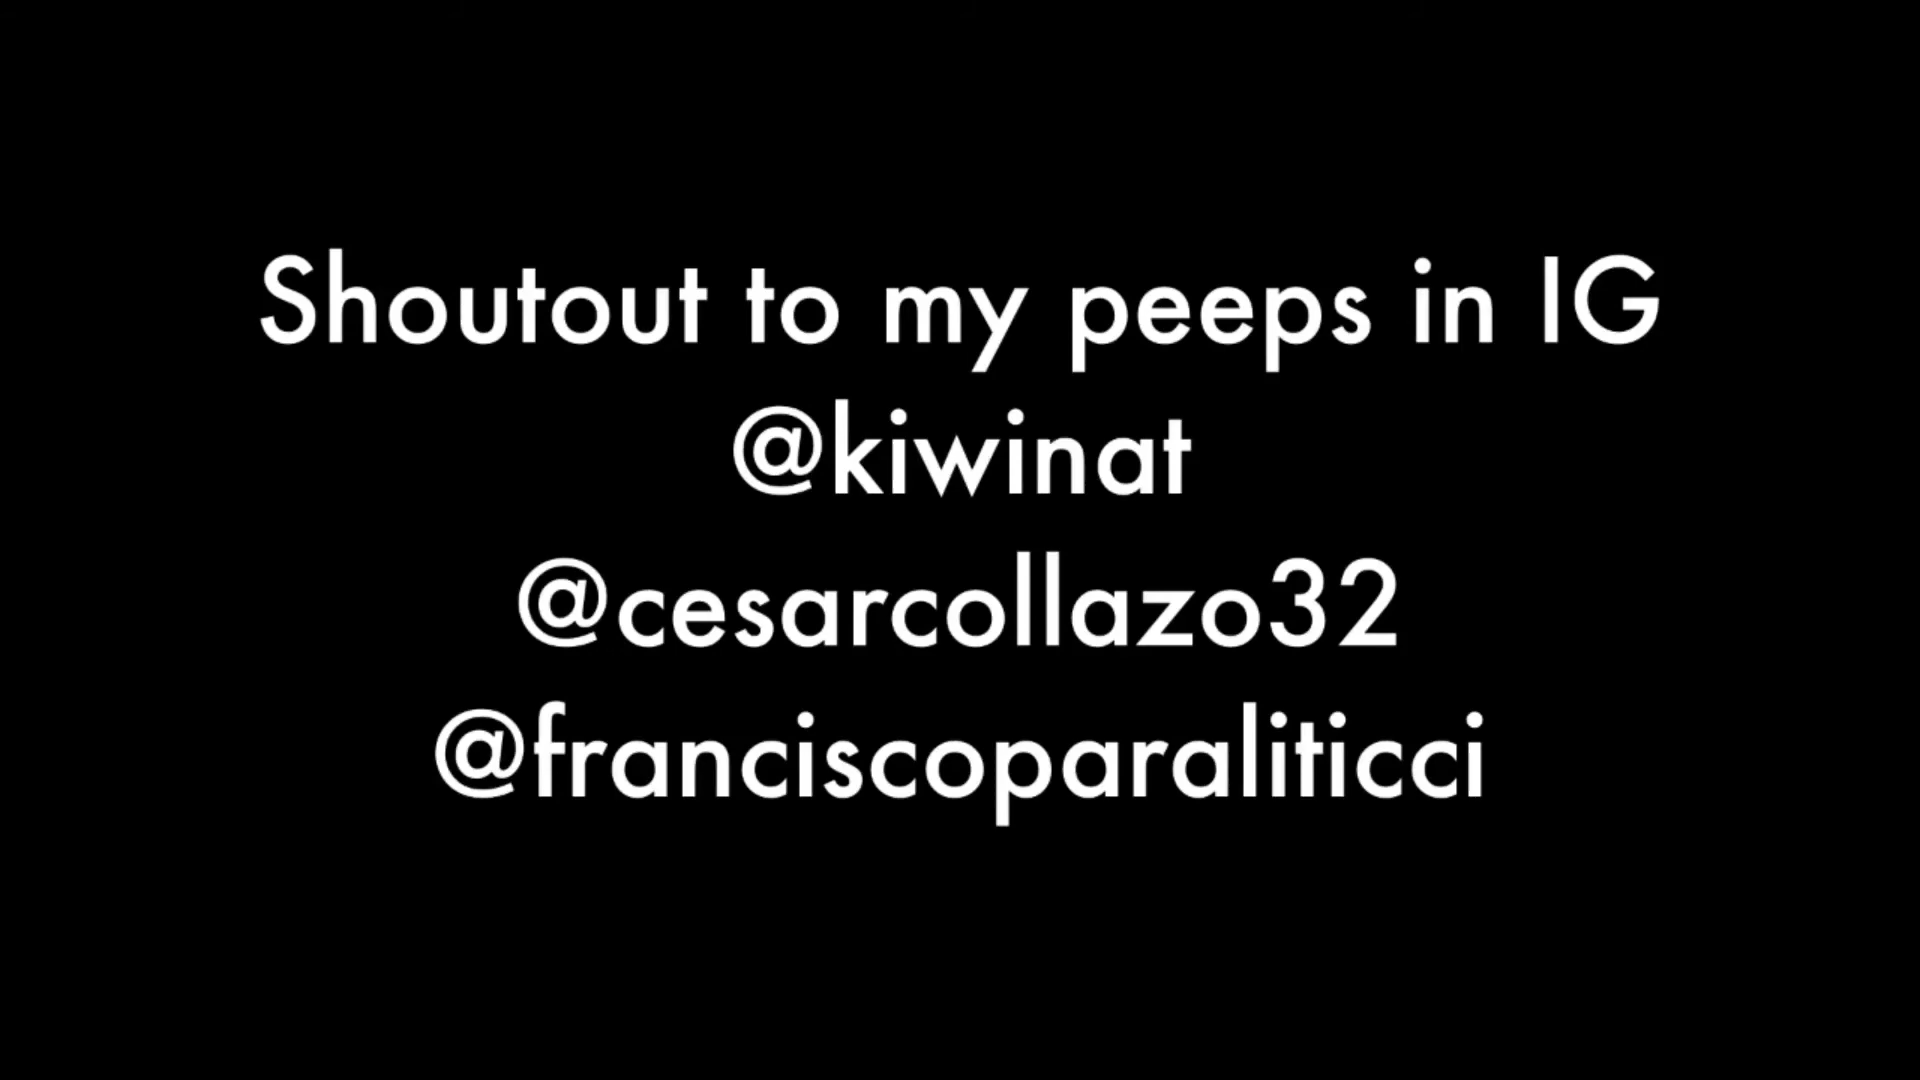 Shoutout to my peeps in IG
@kiwinat
@cesarcollazo32
@franciscoparaliticci